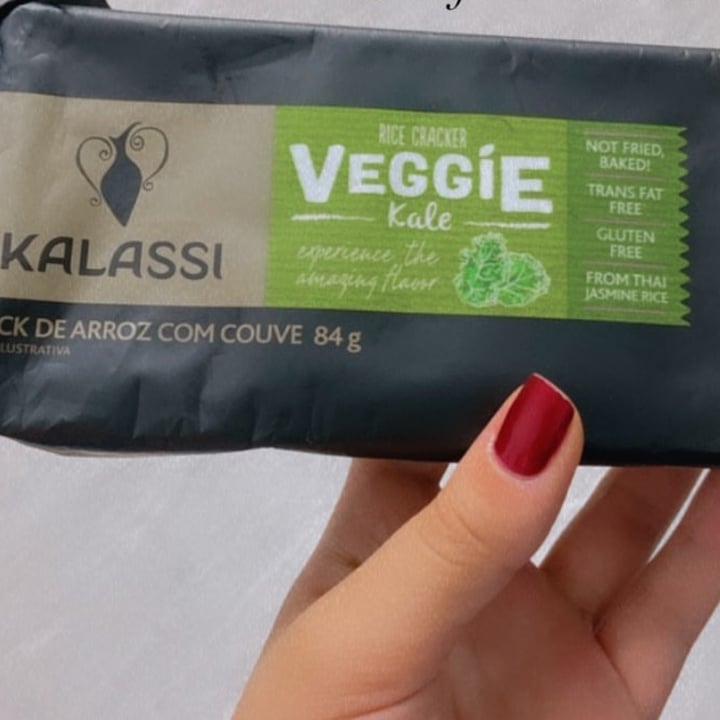 KALASSI
RICE CRACKER
VEGGIE
Kale
experience the
amazing flavor
NOT FRIED,
BAKED!
TRANS FAT
FREE
GLUTEN
FREE
FROM THAI
JASMINE RICE
CK DE ARROZ COM COUVE 84 g
LUSTRATIVA